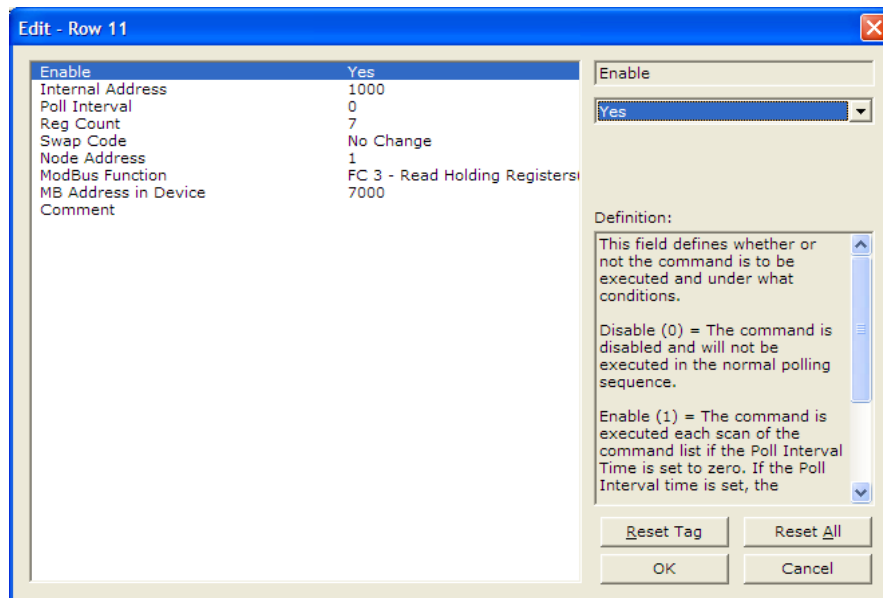 Edit - Row 11
Enable Yes
Internal Address 1000
Poll Interval 0
Reg Count 7
Swap Code No Change
Node Address 1
ModBus Function FC 3 - Read Holding Registers(
MB Address in Device 7000
Comment
Enable
Yes
Definition:
This field defines whether or
not the command is to be
executed and under what
conditions.
Disable (0) = The command is
disabled and will not be
executed in the normal polling
sequence.
Enable (1) = The command is
executed each scan of the
command list if the Poll Interval
Time is set to zero. If the Poll
Interval time is set, the
Reset Tag Reset All
OK Cancel